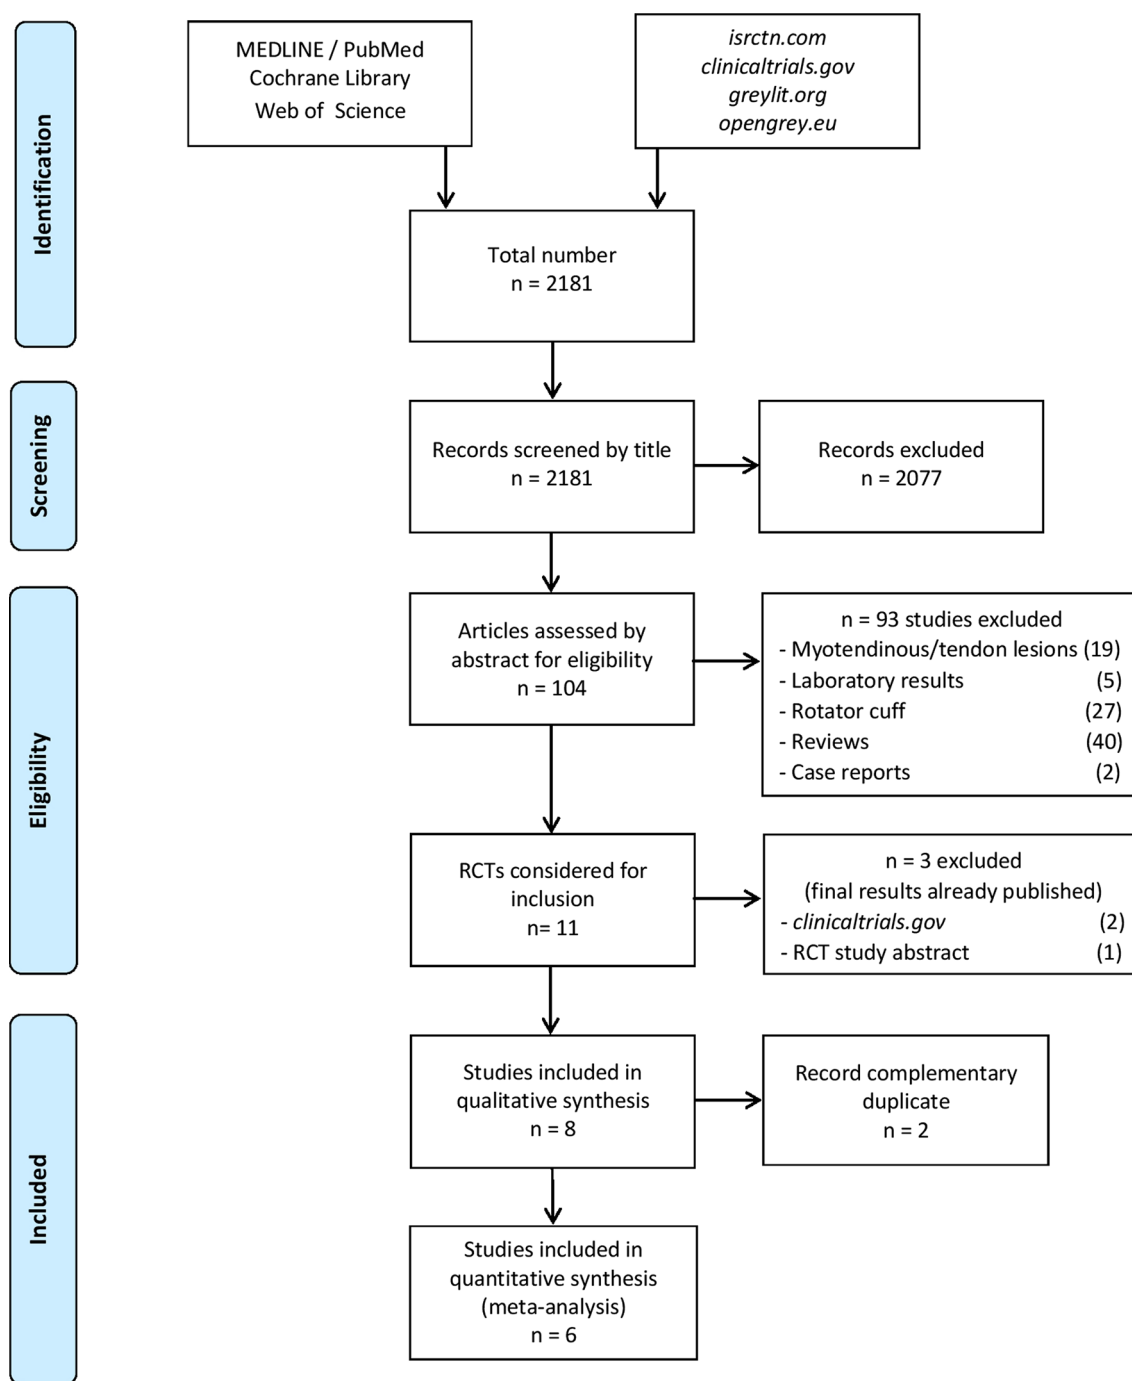 Identification
MEDLINE / PubMed
Cochrane Library
Web of Science
isrctn.com
clinicaltrials.gov
greylit.org
opengrey.eu
Total number
n = 2181
Screening
Records screened by title
n = 2181
Records excluded
n = 2077
Eligibility
Articles assessed by
abstract for eligibility
n = 104
n = 93 studies excluded
- Myotendinous/tendon lesions (19)
- Laboratory results (5)
- Rotator cuff (27)
- Reviews (40)
- Case reports (2)
RCTs considered for
inclusion
n= 11
n = 3 excluded
(final results already published)
- clinicaltrials.gov (2)
- RCT study abstract (1)
Included
Studies included in
qualitative synthesis
n = 8
Record complementary
duplicate
n = 2
Studies included in
quantitative synthesis
(meta-analysis)
n = 6